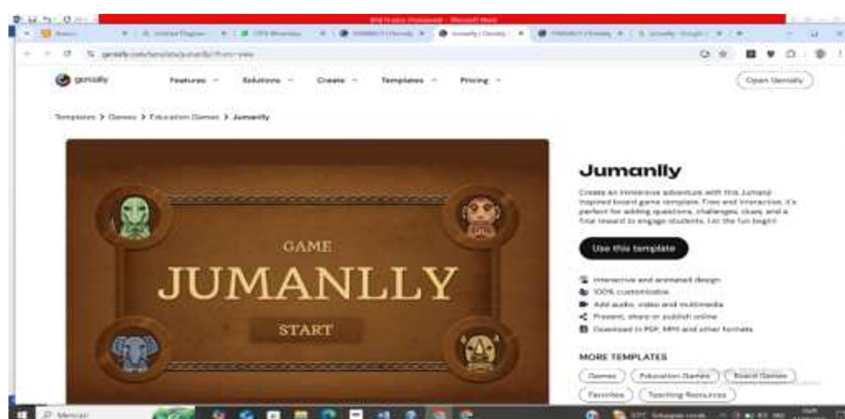 genially
Features
Solutions
Create
Templates
Pricing
Open Genially
Templates > Games > Education Games > Jumanlly
GAME
JUMANLLY
START
Jumanlly
Create an immersive adventure with this Jumanji-
inspired board game template. Free and interactive, it's
perfect for adding questions, challenges, clues, and a
final reward to engage students. Let the fun begin!
Use this template
Interactive and animated design
100% customizable
Add audio, video and multimedia
Present, share or publish online
Download in PDF, MP4 and other formats
MORE TEMPLATES
Games
Education Games
Board Games
Favorites
Teaching Resources